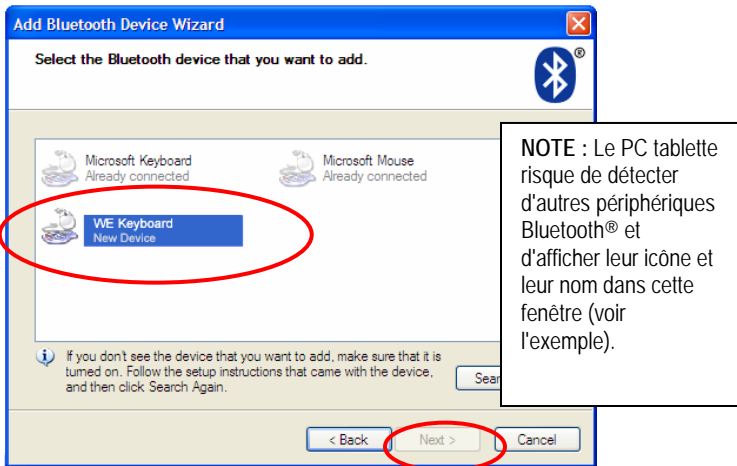 Add Bluetooth Device Wizard
Select the Bluetooth device that you want to add.
®
Microsoft Keyboard
Already connected
Microsoft Mouse
Already connected
WE Keyboard
New Device
If you don't see the device that you want to add, make sure that it is
turned on. Follow the setup instructions that came with the device,
and then click Search Again.
Sear
< Back
Next >
Cancel
NOTE : Le PC tablette
risque de détecter
d'autres périphériques
Bluetooth® et
d'afficher leur icône et
leur nom dans cette
fenêtre (voir
l'exemple).